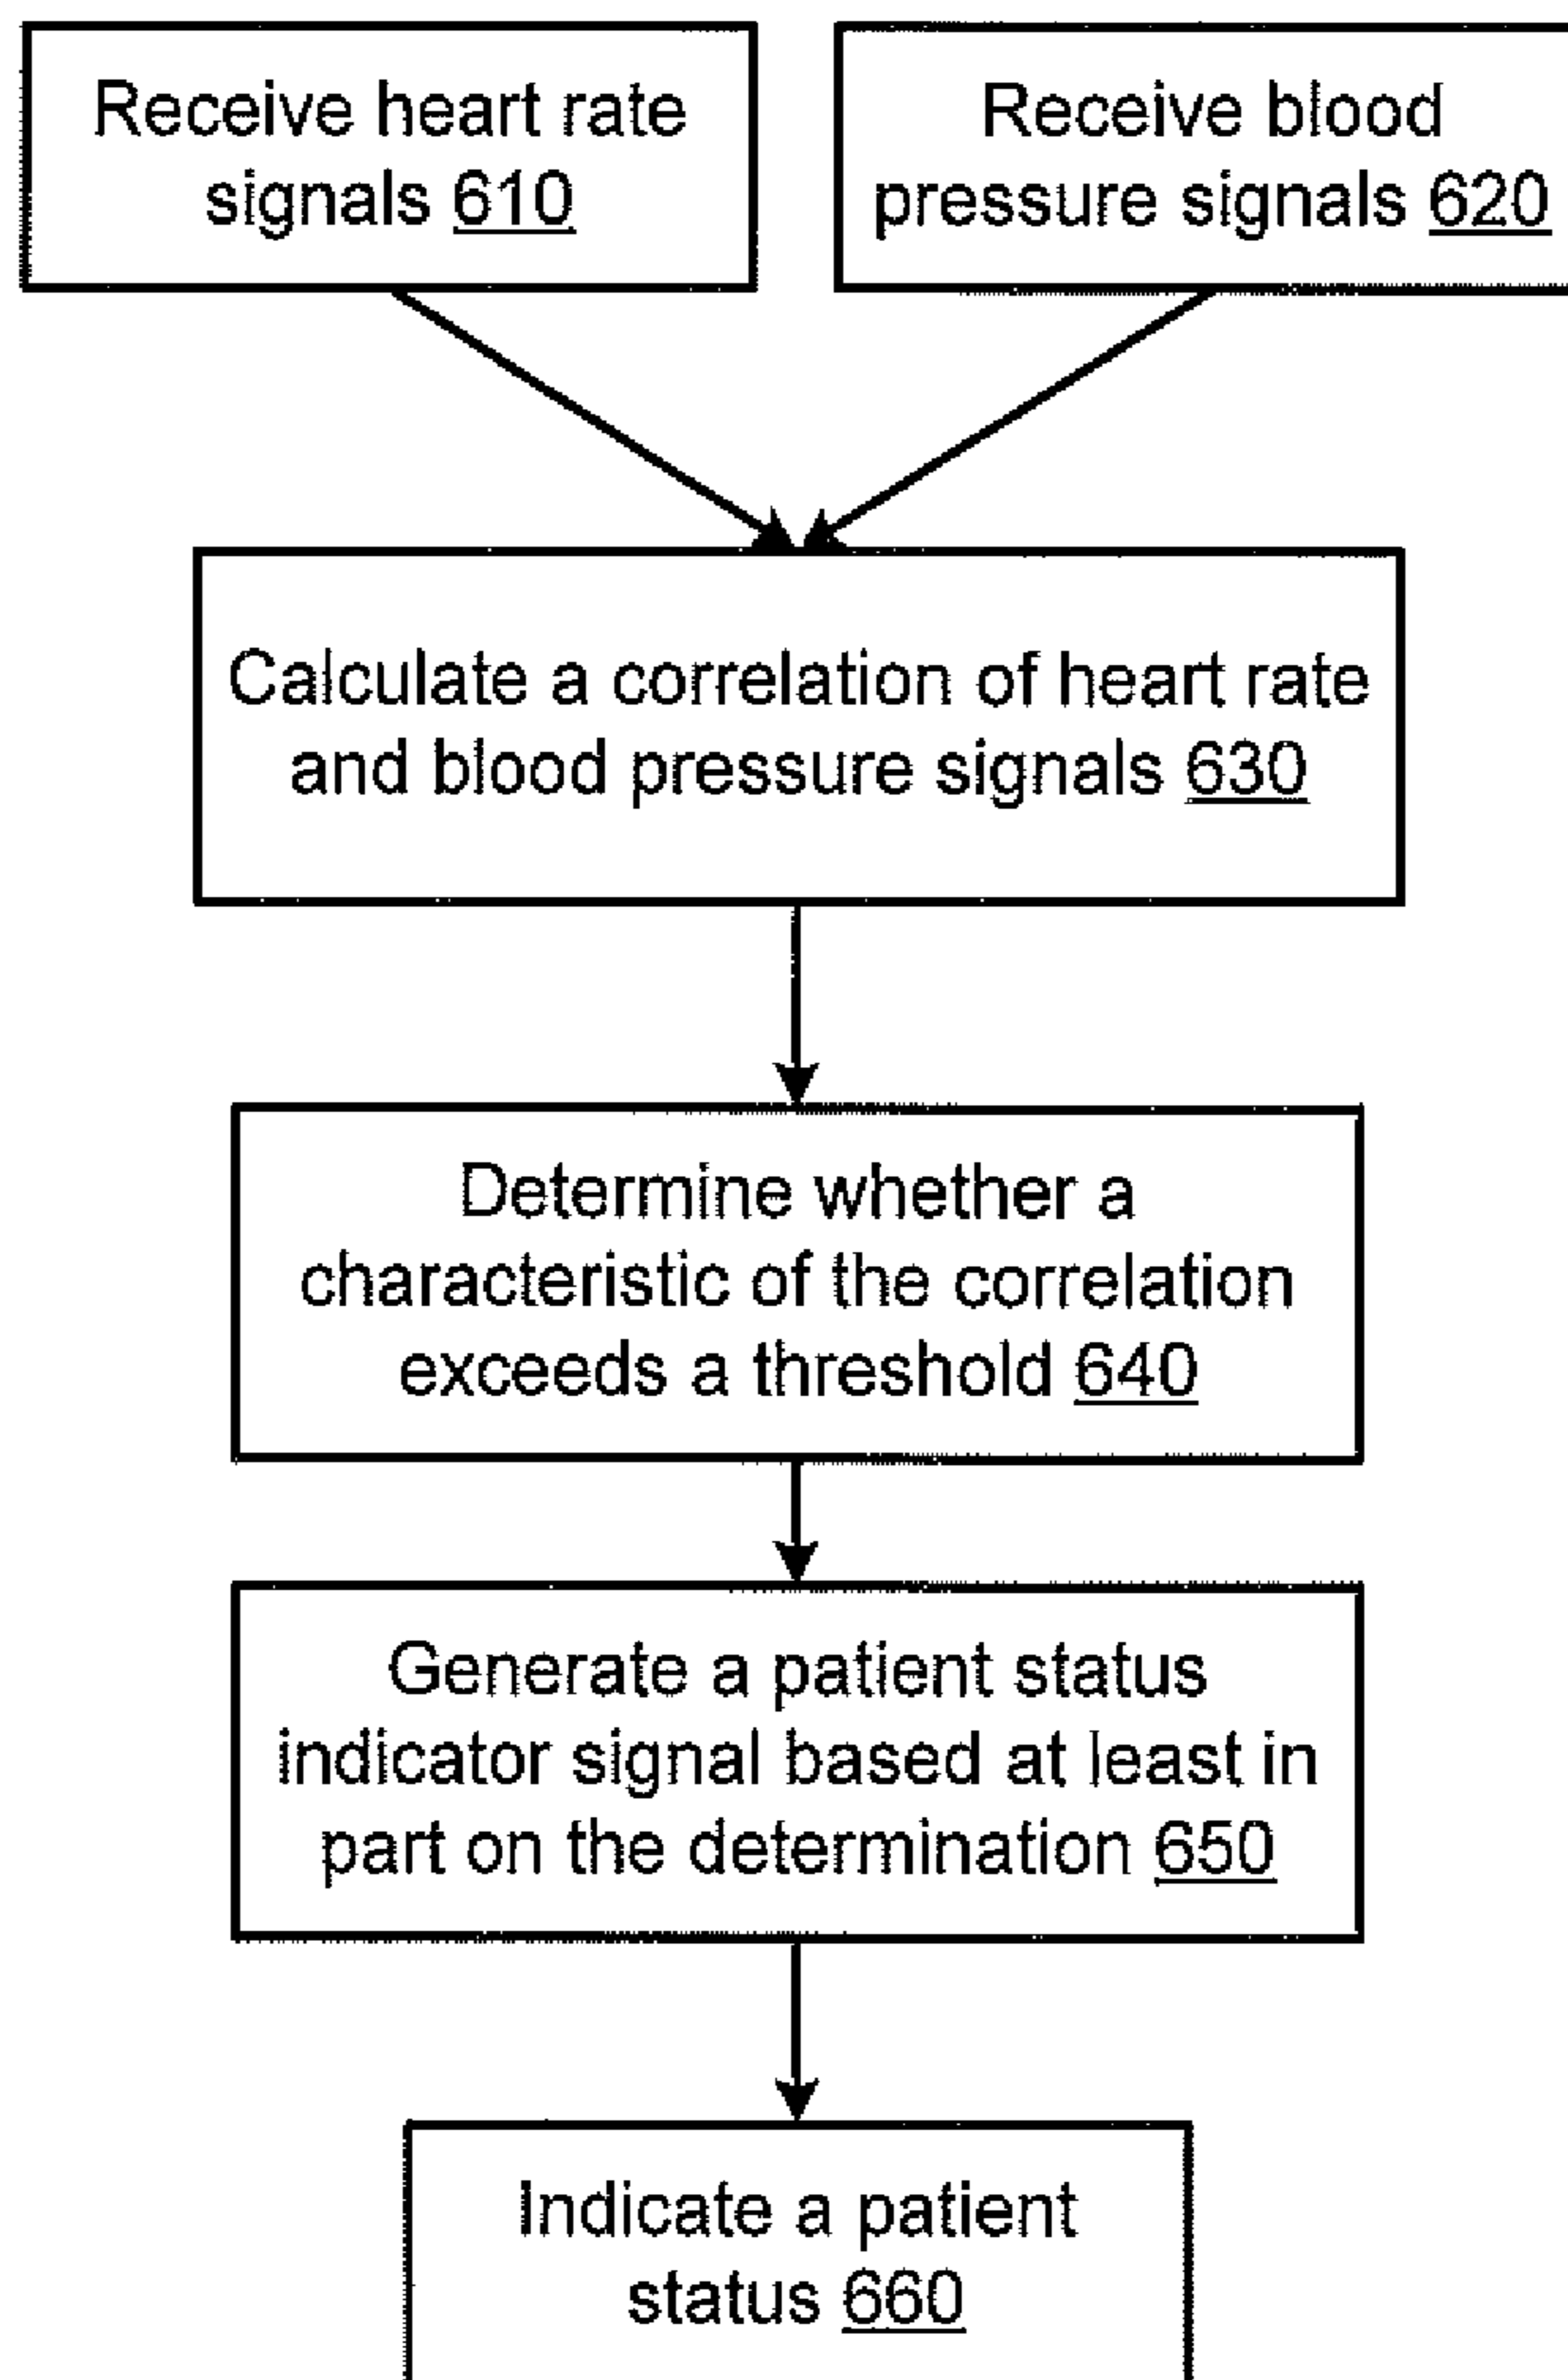 Receive heart rate
signals 610
Receive blood
pressure signals 620
Calculate a correlation of heart rate
and blood pressure signals 630
Determine whether a
characteristic of the correlation
exceeds a threshold 640
Generate a patient status
indicator signal based at least in
part on the determination 650
Indicate a patient
status 660